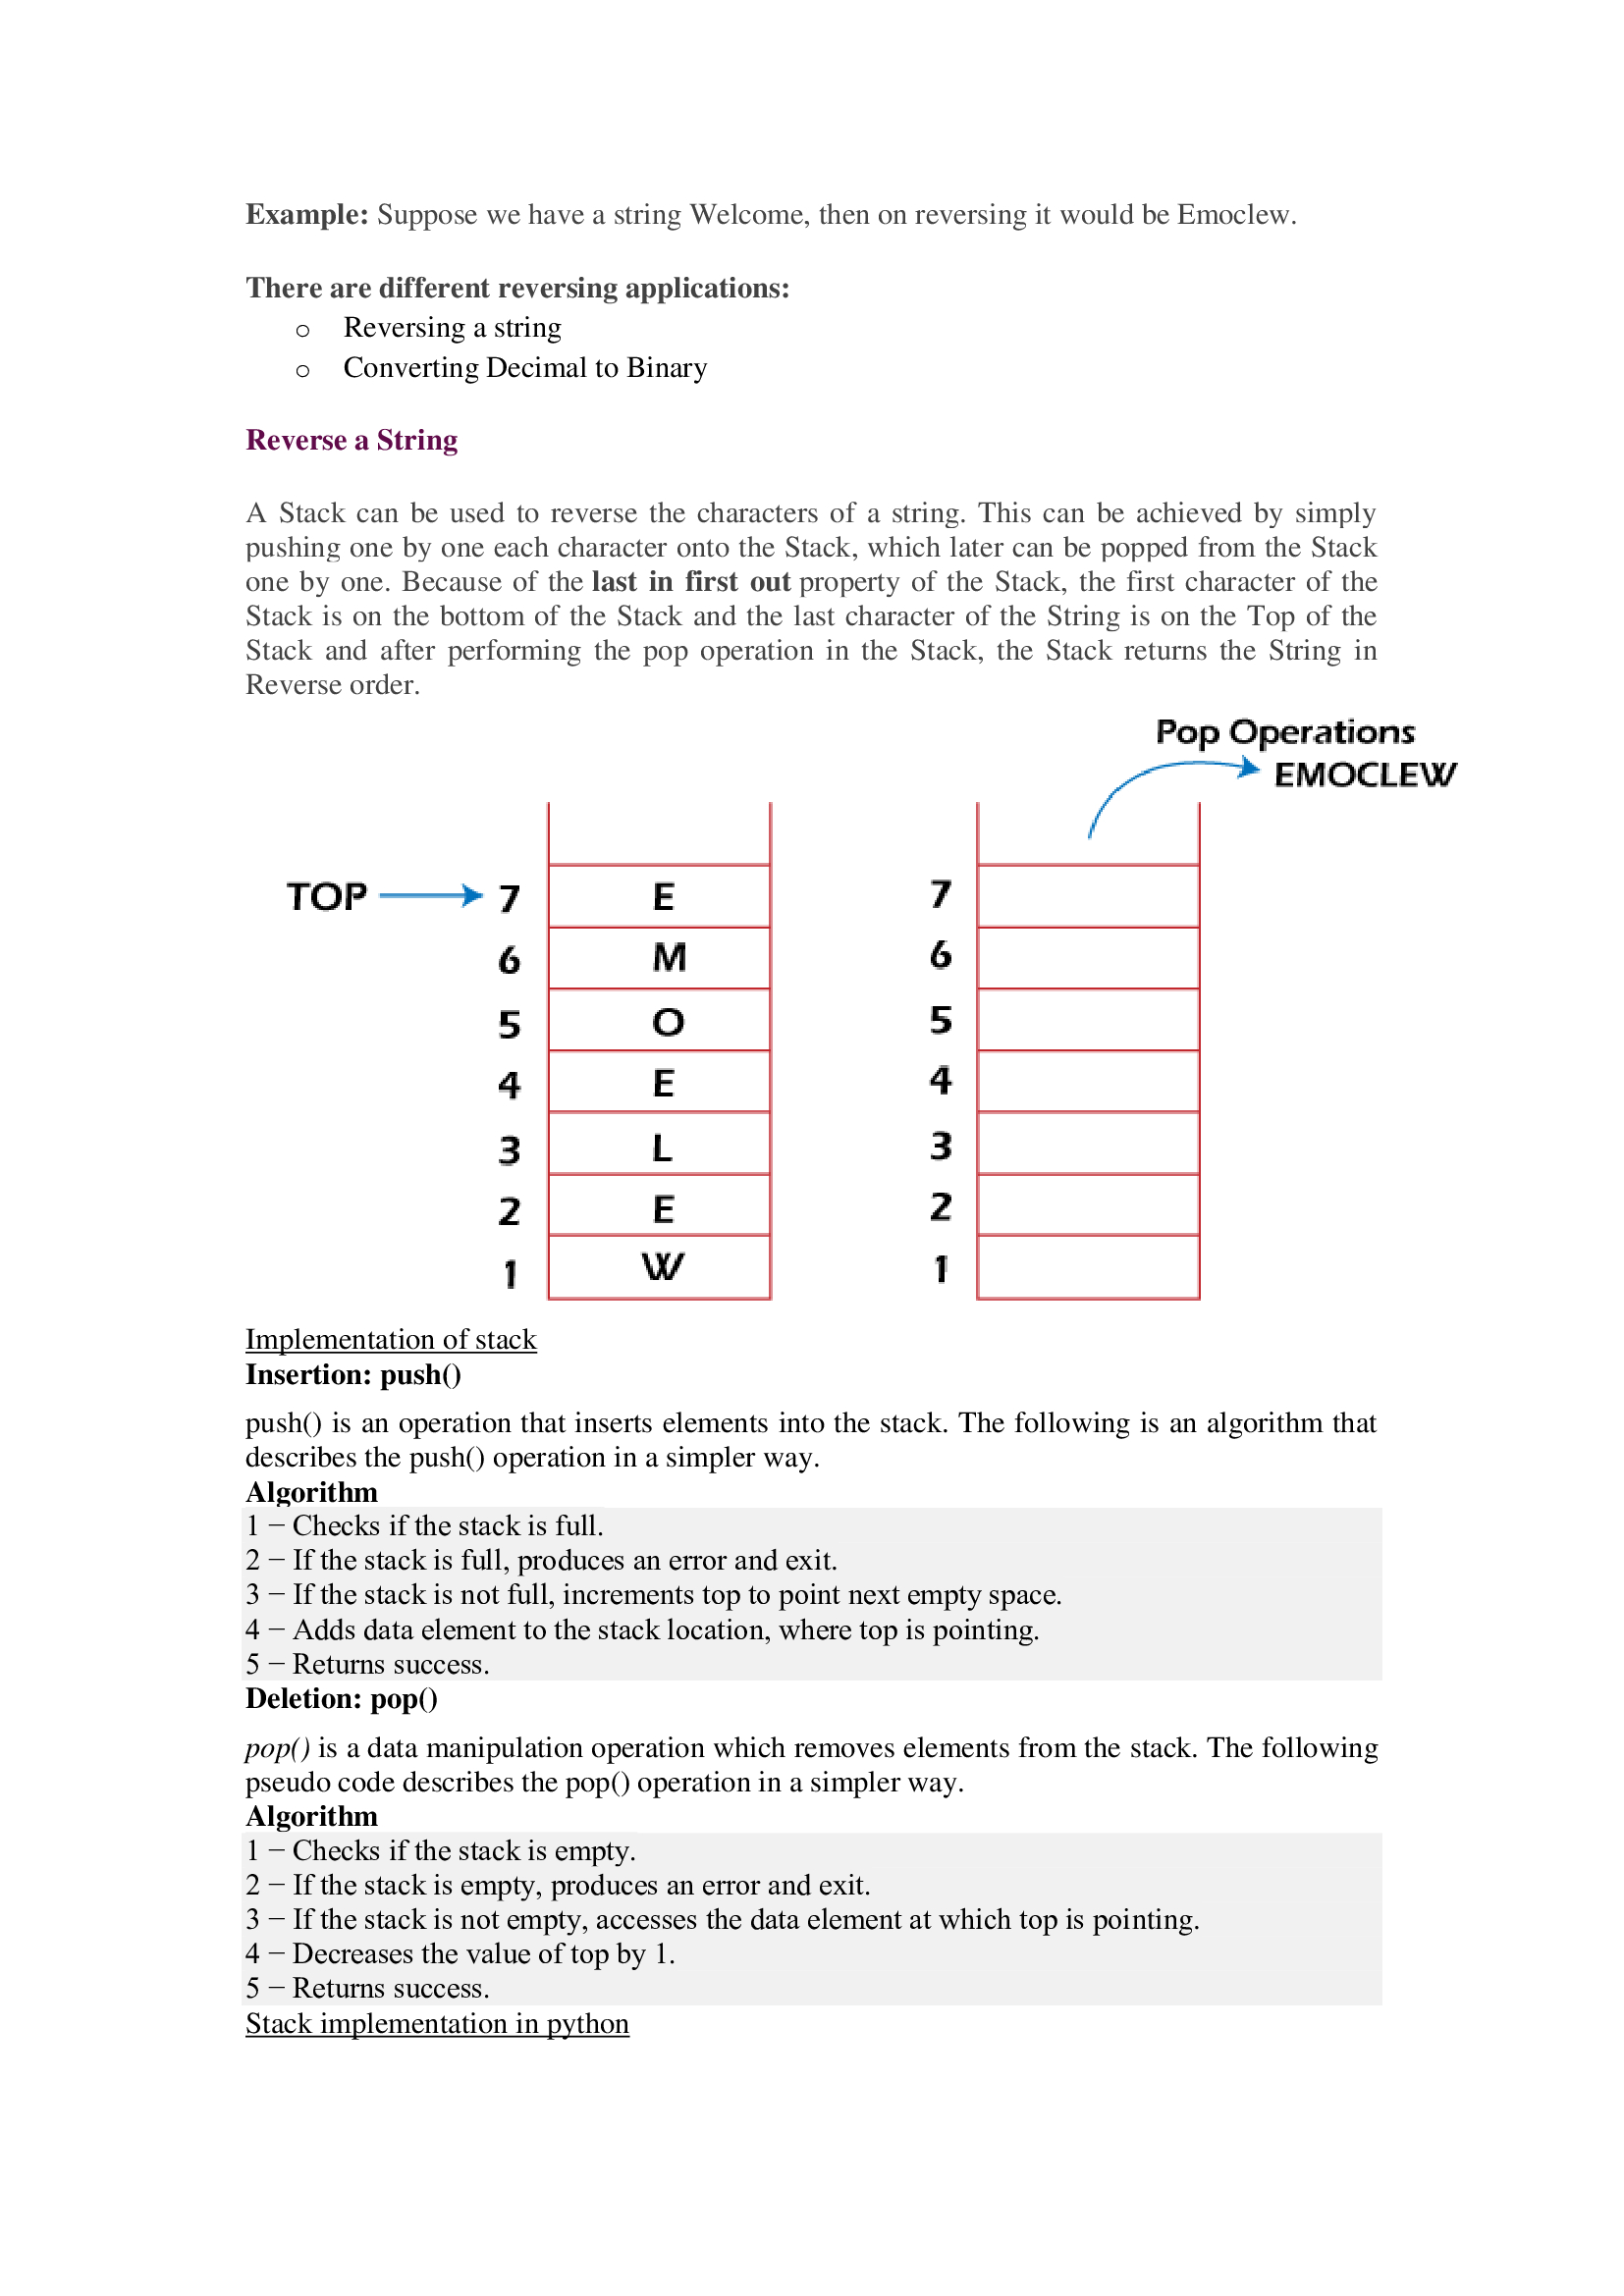 Example: Suppose we have a string Welcome, then on reversing it would be Emoclew.
There are different reversing applications:
o Reversing a string
o Converting Decimal to Binary
Reverse a String
A Stack can be used to reverse the characters of a string. This can be achieved by simply
pushing one by one each character onto the Stack, which later can be popped from the Stack
one by one. Because of the last in first out property of the Stack, the first character of the
Stack is on the bottom of the Stack and the last character of the String is on the Top of the
Stack and after performing the pop operation in the Stack, the Stack returns the String in
Reverse order.
Pop Operations
EMOCLEW
TOP 7 E 7
6 M 6
5 O 5
4 E 4
3 L 3
2 E 2
1 W 1
Implementation of stack
Insertion: push()
push() is an operation that inserts elements into the stack. The following is an algorithm that
describes the push() operation in a simpler way.
Algorithm
1 − Checks if the stack is full.
2 − If the stack is full, produces an error and exit.
3 − If the stack is not full, increments top to point next empty space.
4 − Adds data element to the stack location, where top is pointing.
5 − Returns success.
Deletion: pop()
pop() is a data manipulation operation which removes elements from the stack. The following
pseudo code describes the pop() operation in a simpler way.
Algorithm
1 − Checks if the stack is empty.
2 − If the stack is empty, produces an error and exit.
3 − If the stack is not empty, accesses the data element at which top is pointing.
4 − Decreases the value of top by 1.
5 − Returns success.
Stack implementation in python